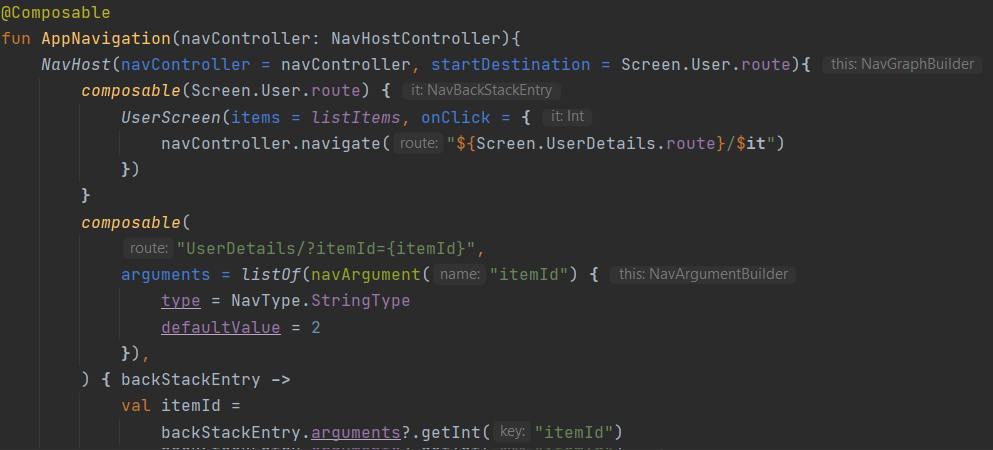 @Composable
fun AppNavigation(navController: NavHostController){
NavHost(navController = navController, startDestination = Screen.User.route){ this: NavGraphBuilder
composable(Screen.User.route) { it: NavBackStackEntry
UserScreen(items = listItems, onClick = { it: Int
navController.navigate( route: "${Screen.UserDetails.route}/$it")
})
}
composable(
route: "UserDetails/?itemId={itemId}",
arguments = listOf(navArgument( name: "itemId") { this: NavArgumentBuilder
type = NavType.StringType
defaultValue = 2
}),
) { backStackEntry ->
val itemId =
backStackEntry.arguments?.getInt( key: "itemId")